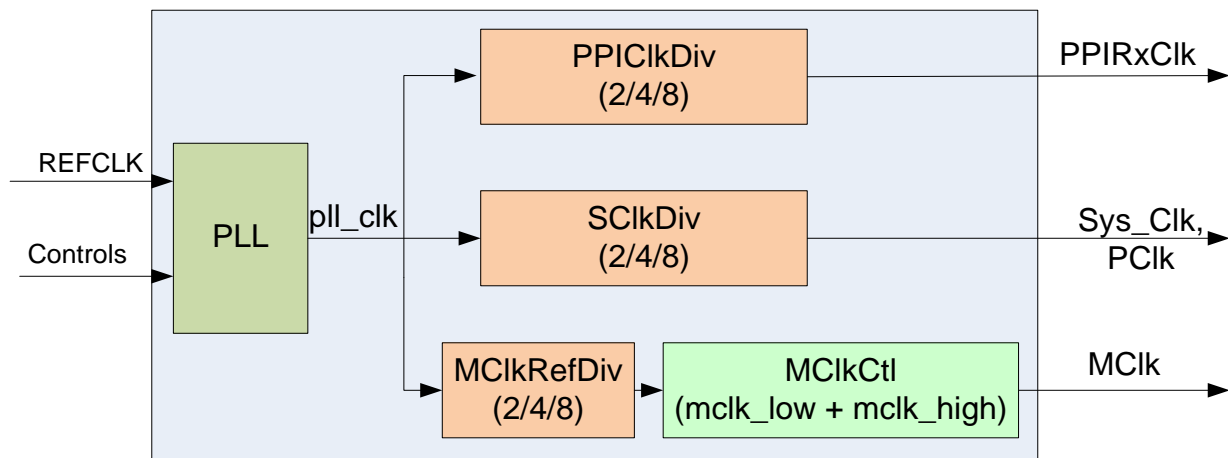 PPIClkDiv
(2/4/8)
PPIRxClk
REFCLK
Controls
PLL
pll_clk
SClkDiv
(2/4/8)
Sys_Clk,
PClk
MClkRefDiv
(2/4/8)
MClkCtl
(mclk_low + mclk_high)
MClk